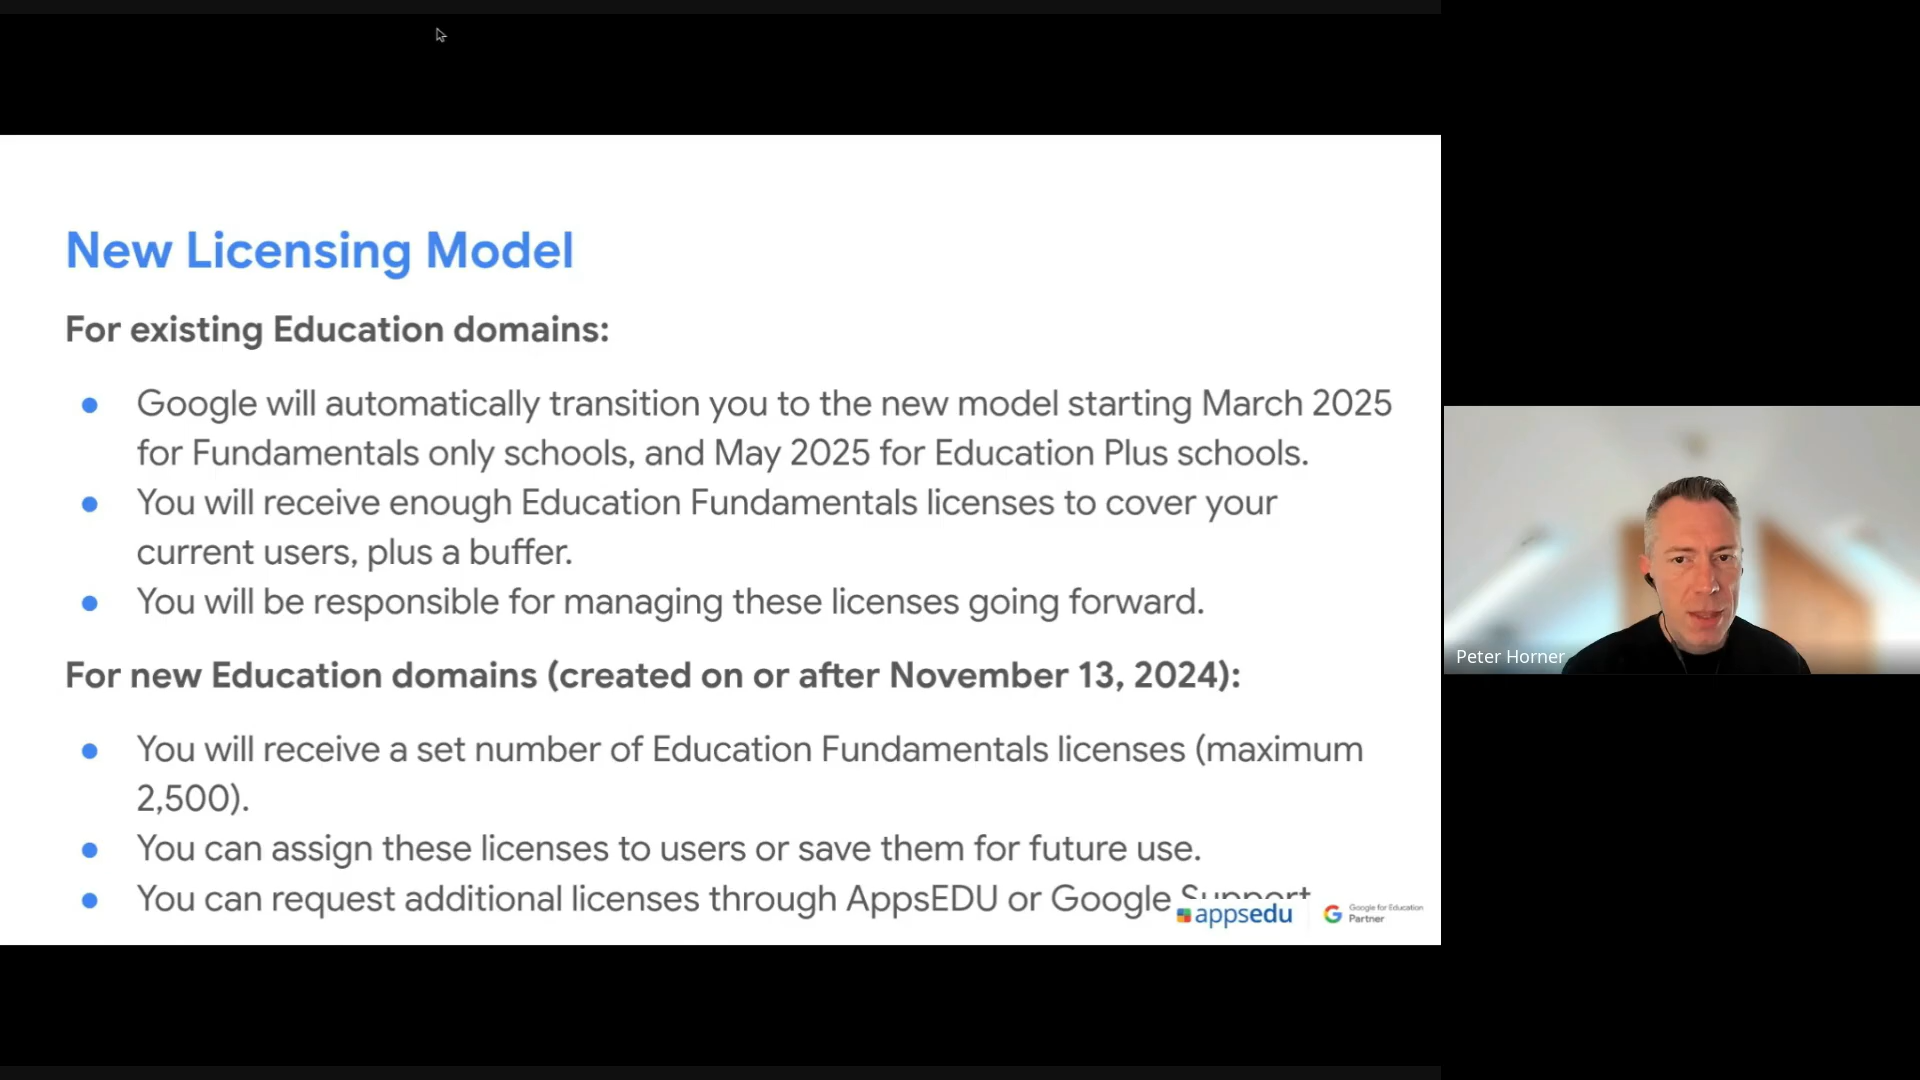 New Licensing Model
For existing Education domains:
● Google will automatically transition you to the new model starting March 2025
for Fundamentals only schools, and May 2025 for Education Plus schools.
● You will receive enough Education Fundamentals licenses to cover your
current users, plus a buffer.
● You will be responsible for managing these licenses going forward.
For new Education domains (created on or after November 13, 2024):
● You will receive a set number of Education Fundamentals licenses (maximum
2,500).
● You can assign these licenses to users or save them for future use.
● You can request additional licenses through AppsEDU or Google Support
appsedu
Google for Education
Partner
Peter Horner